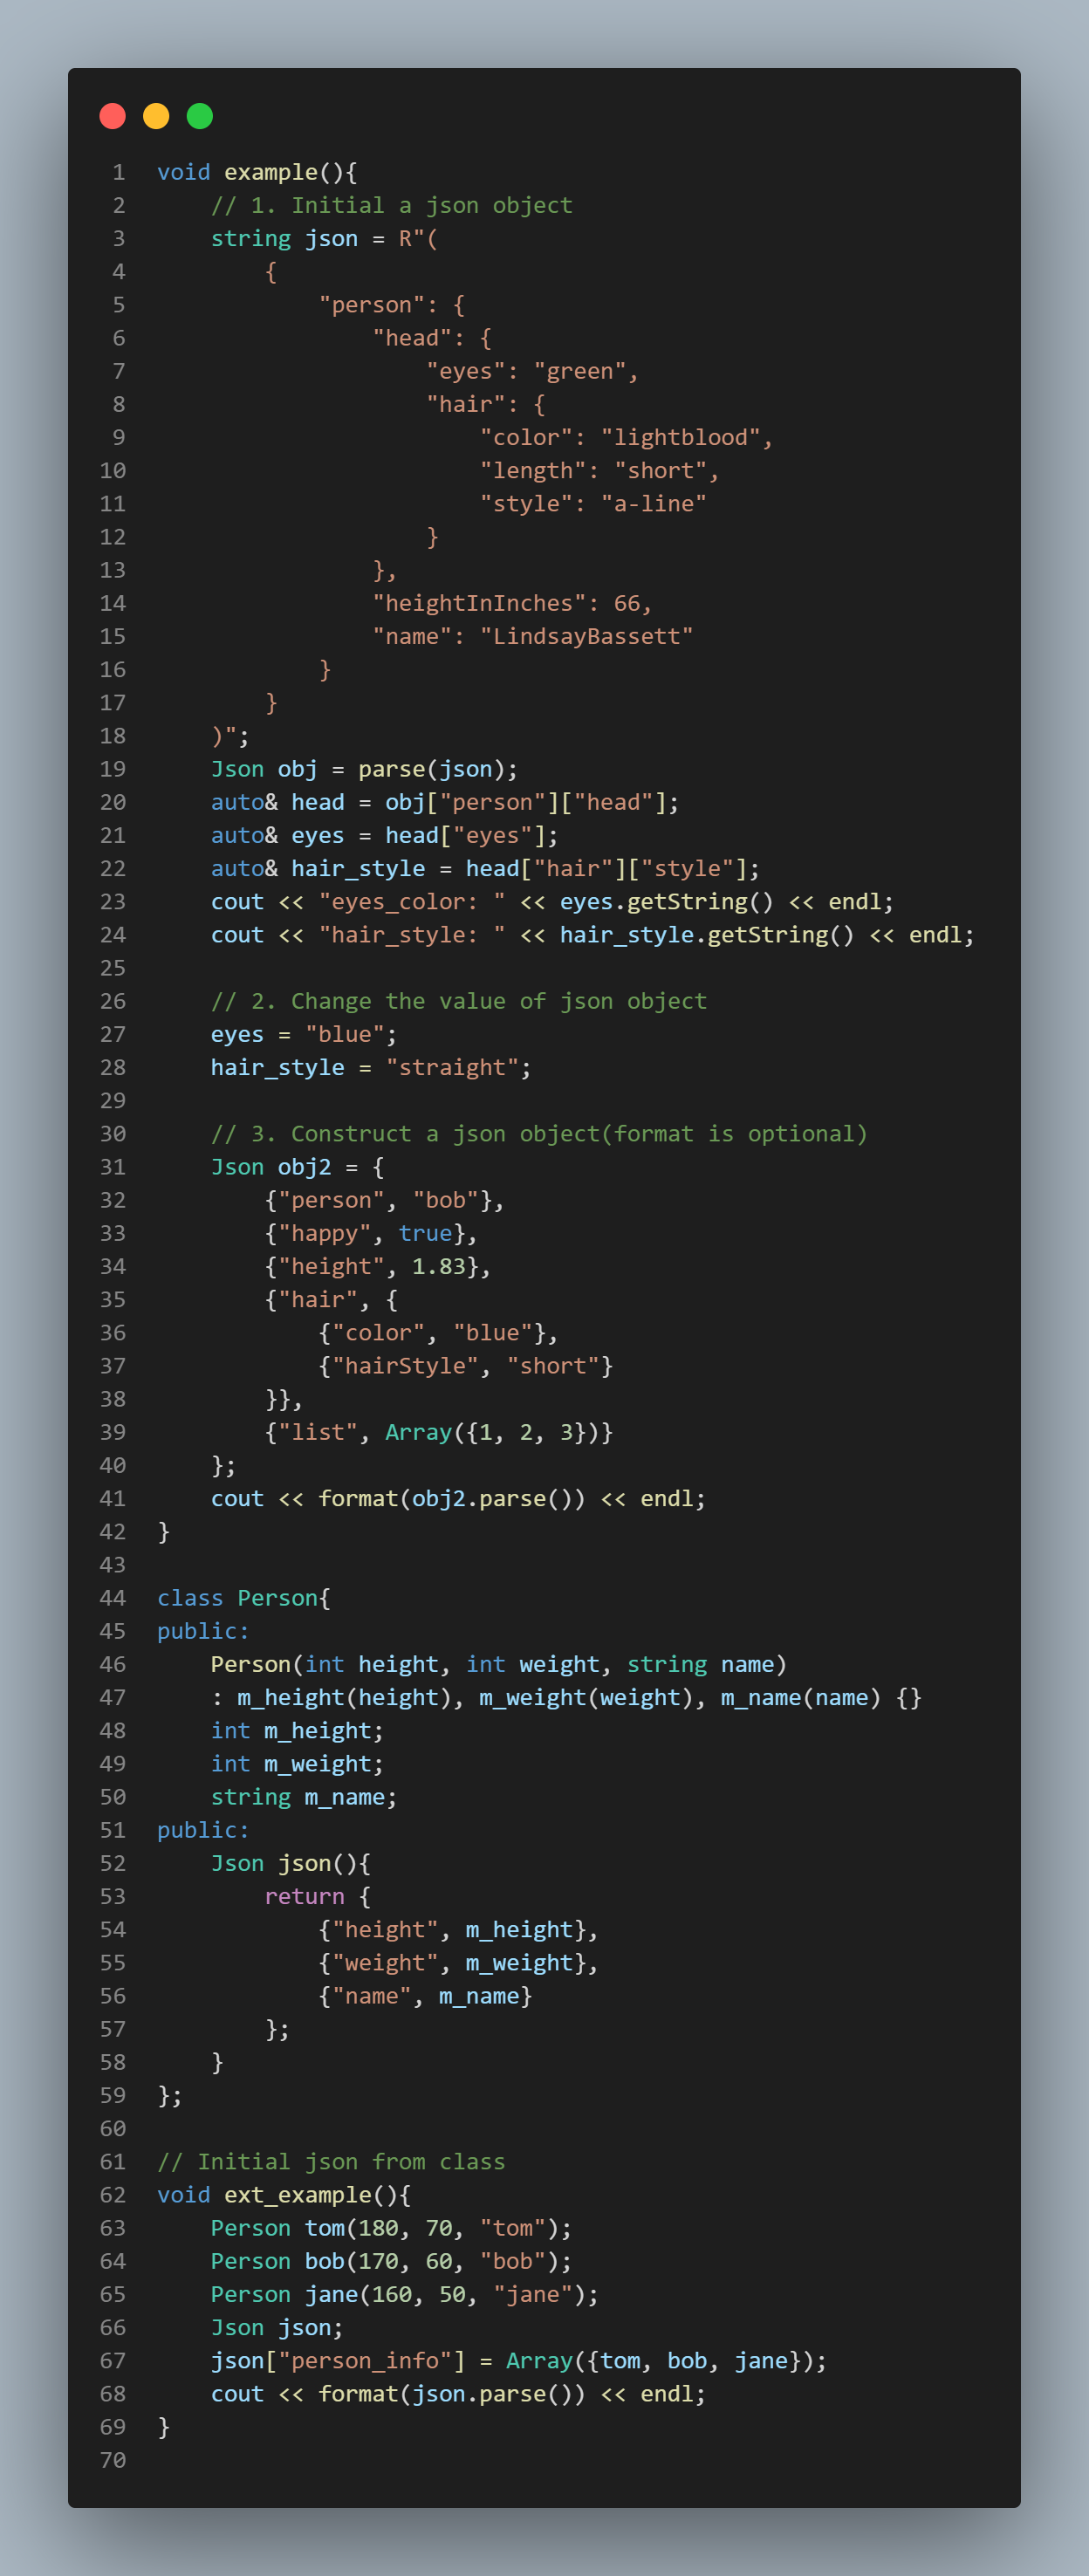 1 void example(){
2 // 1. Initial a json object
3 string json = R"(
4 {
5 "person": {
6 "head": {
7 "eyes": "green",
8 "hair": {
9 "color": "lightblood",
10 "length": "short",
11 "style": "a-line"
12 }
13 },
14 "heightInInches": 66,
15 "name": "LindsayBassett"
16 }
17 }
18 )";
19 Json obj = parse(json);
20 auto& head = obj["person"]["head"];
21 auto& eyes = head["eyes"];
22 auto& hair_style = head["hair"]["style"];
23 cout << "eyes_color: " << eyes.getString() << endl;
24 cout << "hair_style: " << hair_style.getString() << endl;
25
26 // 2. Change the value of json object
27 eyes = "blue";
28 hair_style = "straight";
29
30 // 3. Construct a json object(format is optional)
31 Json obj2 = {
32 {"person", "bob"},
33 {"happy", true},
34 {"height", 1.83},
35 {"hair", {
36 {"color", "blue"},
37 {"hairStyle", "short"}
38 }},
39 {"list", Array({1, 2, 3})}
40 };
41 cout << format(obj2.parse()) << endl;
42 }
43
44 class Person{
45 public:
46 Person(int height, int weight, string name)
47 : m_height(height), m_weight(weight), m_name(name) {}
48 int m_height;
49 int m_weight;
50 string m_name;
51 public:
52 Json json(){
53 return {
54 {"height", m_height},
55 {"weight", m_weight},
56 {"name", m_name}
57 };
58 }
59 };
60
61 // Initial json from class
62 void ext_example(){
63 Person tom(180, 70, "tom");
64 Person bob(170, 60, "bob");
65 Person jane(160, 50, "jane");
66 Json json;
67 json["person_info"] = Array({tom, bob, jane});
68 cout << format(json.parse()) << endl;
69 }
70